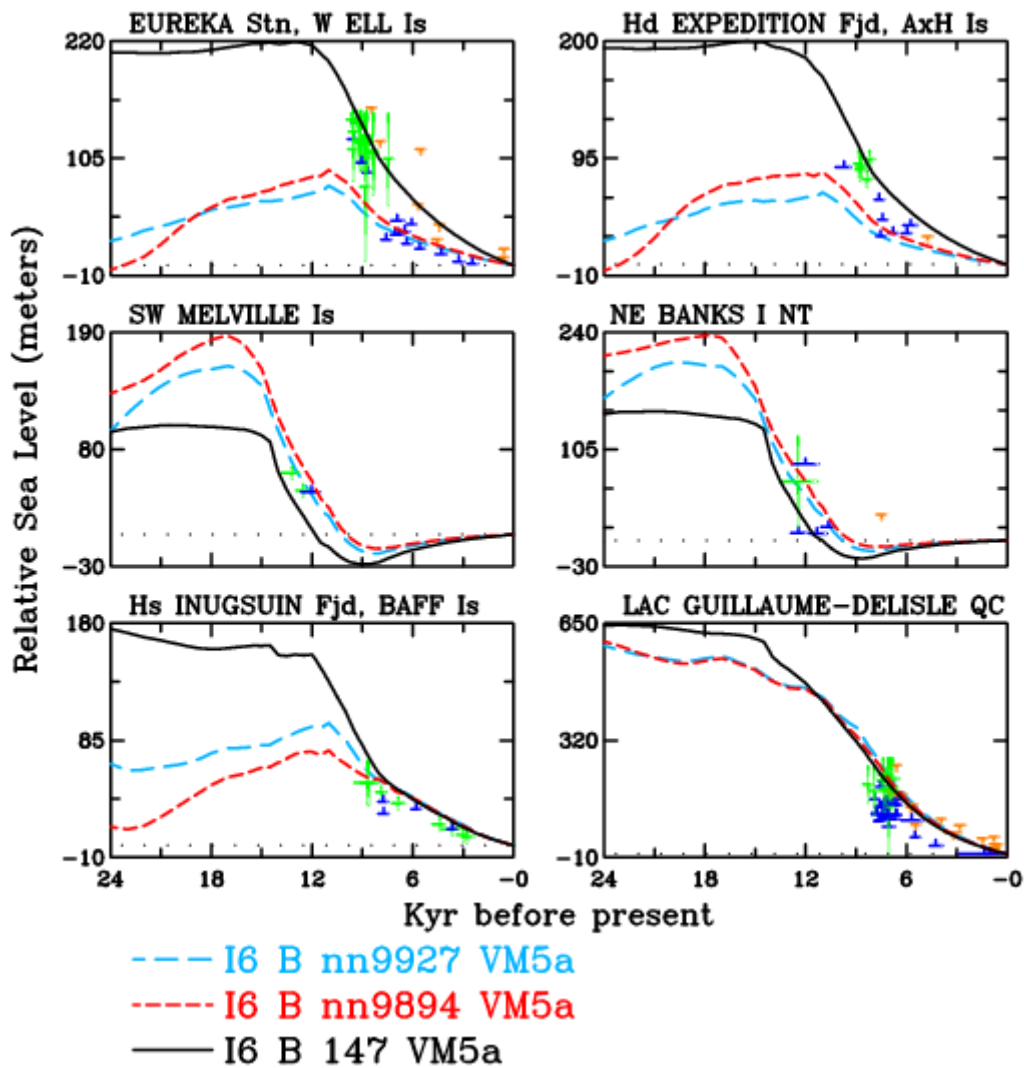 EUREKA Stn, W ELL Is
Hd EXPEDITION Fjd, AxH Is
220
105
-10
200
95
-10
SW MELVILLE Is
NE BANKS I NT
190
80
-30
240
105
-30
Hs INUGSUIN Fjd, BAFF Is
LAC GUILLAUME-DELISLE QC
180
85
-10
650
320
-10
24 18 12 6 -0
24 18 12 6 -0
Relative Sea Level (meters)
Kyr before present
I6 B nn9927 VM5a
I6 B nn9894 VM5a
I6 B 147 VM5a